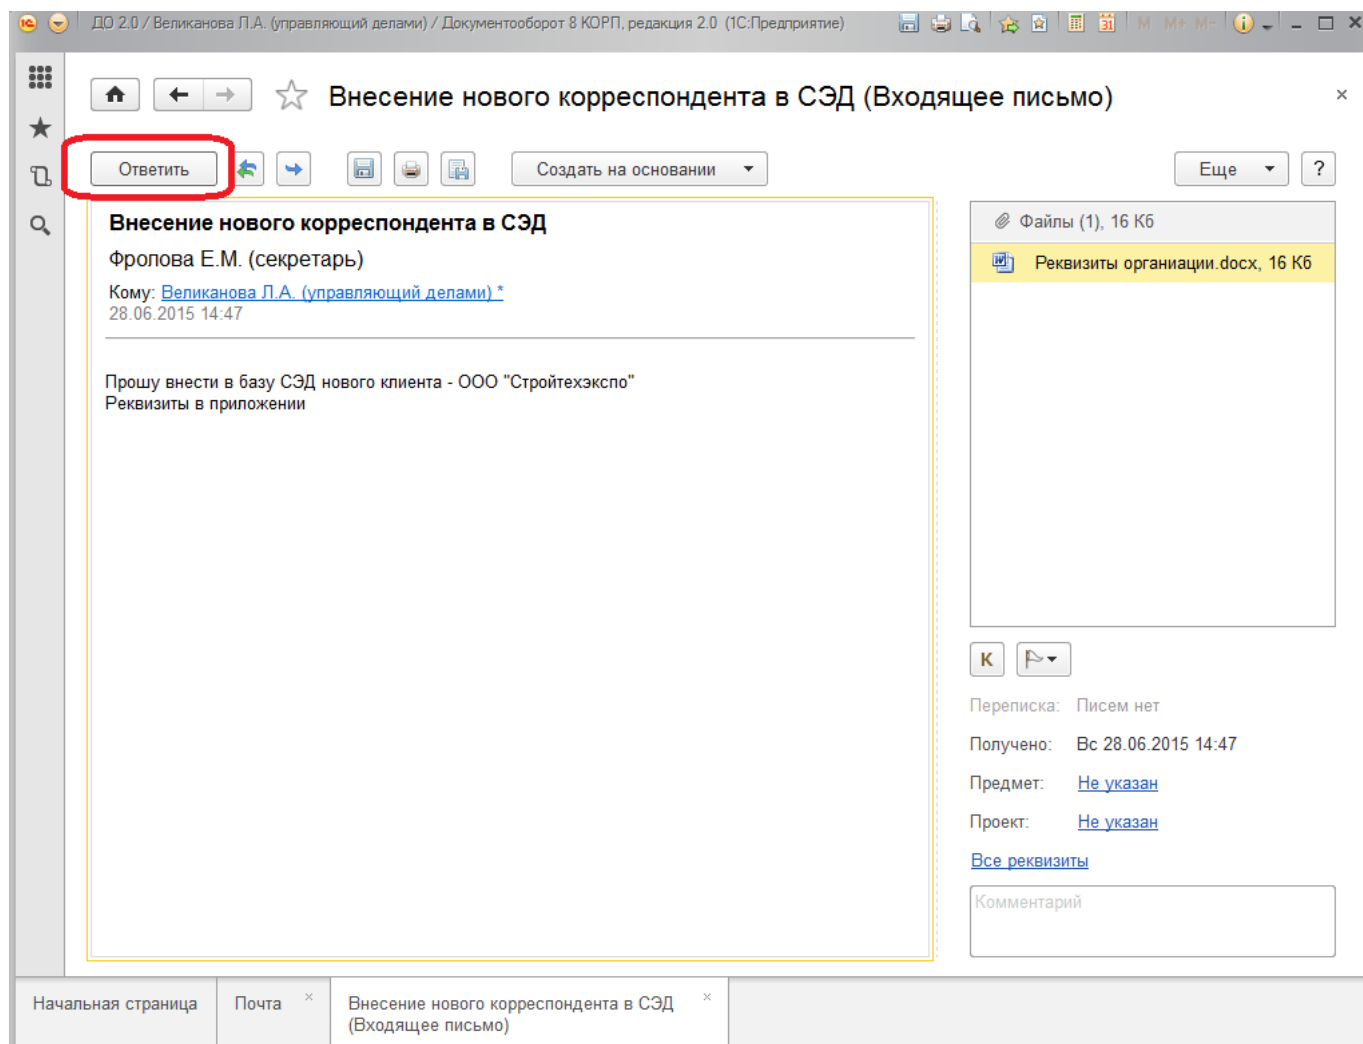 ДО 2.0 / Великанова Л.А. (управляющий делами) / Документооборот 8 КОРП, редакция 2.0 (1С:Предприятие)
31 M M+ M-
Внесение нового корреспондента в СЭД (Входящее письмо)
Ответить
Создать на основании
Еще
?
Внесение нового корреспондента в СЭД
Фролова Е.М. (секретарь)
Кому: Великанова Л.А. (управляющий делами) *
28.06.2015 14:47
Прошу внести в базу СЭД нового клиента - ООО "Стройтехэкспо"
Реквизиты в приложении
Файлы (1), 16 Кб
Реквизиты органиации.docx, 16 Кб
К
Переписка: Писем нет
Получено: Вс 28.06.2015 14:47
Предмет: Не указан
Проект: Не указан
Все реквизиты
Комментарий
Начальная страница
Почта
Внесение нового корреспондента в СЭД
(Входящее письмо)